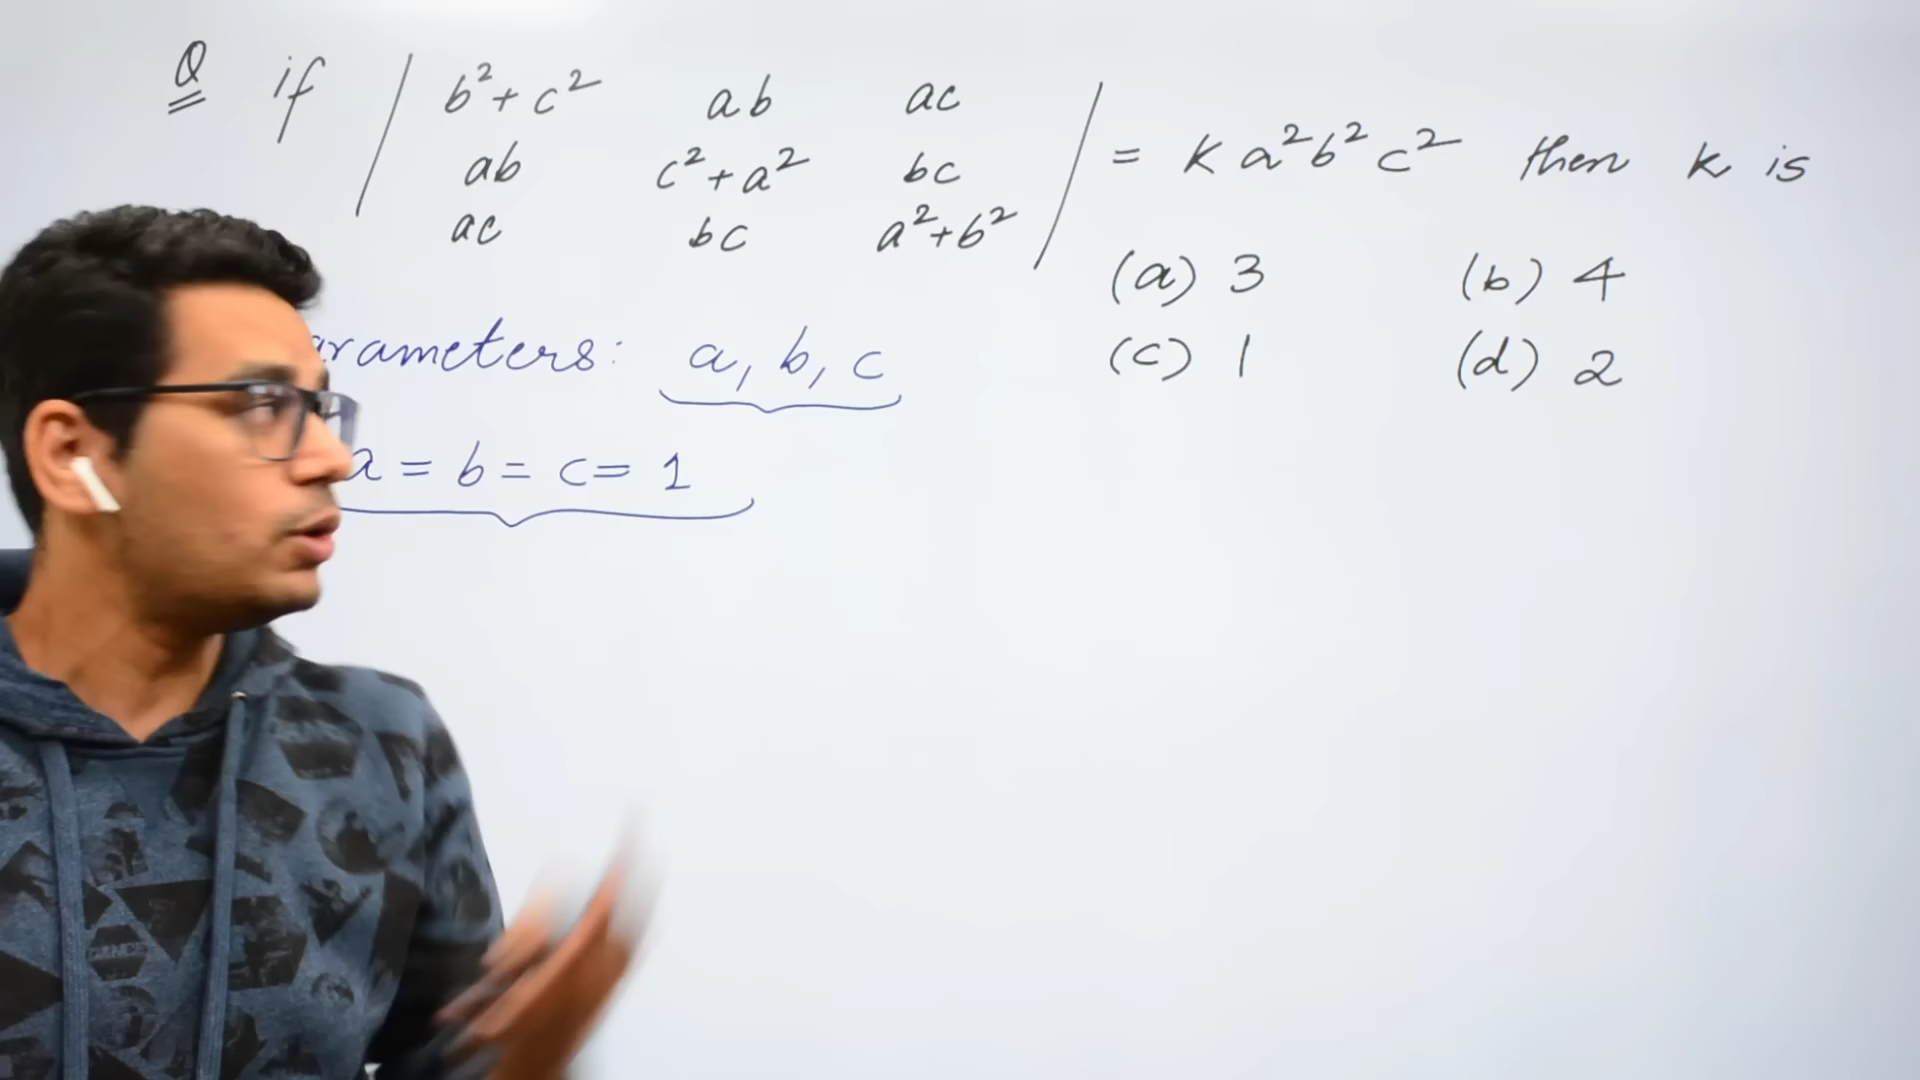 Q if | b²+c² ab ac |
ab c²+a² bc = K a²b²c² then k is
ac bc a²+b²
(a) 3 (b) 4
(c) 1 (d) 2
rameters: a, b, c
a = b = c = 1